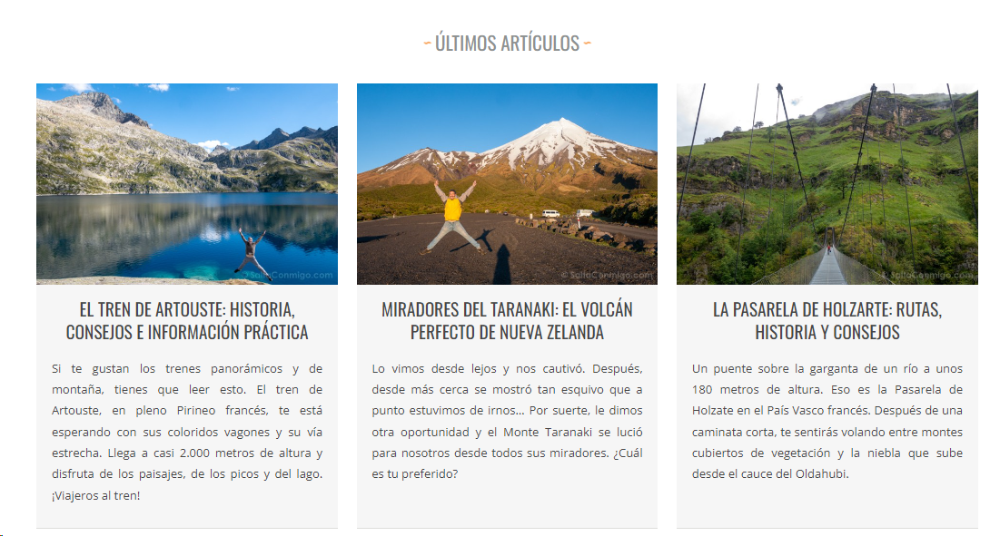 ~ ÚLTIMOS ARTÍCULOS ~
© SaltaConmigo.com
© SaltaConmigo.com
© SaltaConmigo.com
EL TREN DE ARTOUSTE: HISTORIA,
CONSEJOS E INFORMACIÓN PRÁCTICA
Si te gustan los trenes panorámicos y de
montaña, tienes que leer esto. El tren de
Artouste, en pleno Pirineo francés, te está
esperando con sus coloridos vagones y su vía
estrecha. Llega a casi 2.000 metros de altura y
disfruta de los paisajes, de los picos y del lago.
¡Viajeros al tren!
MIRADORES DEL TARANAKI: EL VOLCÁN
PERFECTO DE NUEVA ZELANDA
Lo vimos desde lejos y nos cautivó. Después,
desde más cerca se mostró tan esquivo que a
punto estuvimos de irnos... Por suerte, le dimos
otra oportunidad y el Monte Taranaki se lució
para nosotros desde todos sus miradores. ¿Cuál
es tu preferido?
LA PASARELA DE HOLZARTE: RUTAS,
HISTORIA Y CONSEJOS
Un puente sobre la garganta de un río a unos
180 metros de altura. Eso es la Pasarela de
Holzate en el País Vasco francés. Después de una
caminata corta, te sentirás volando entre montes
cubiertos de vegetación y la niebla que sube
desde el cauce del Oldahubi.